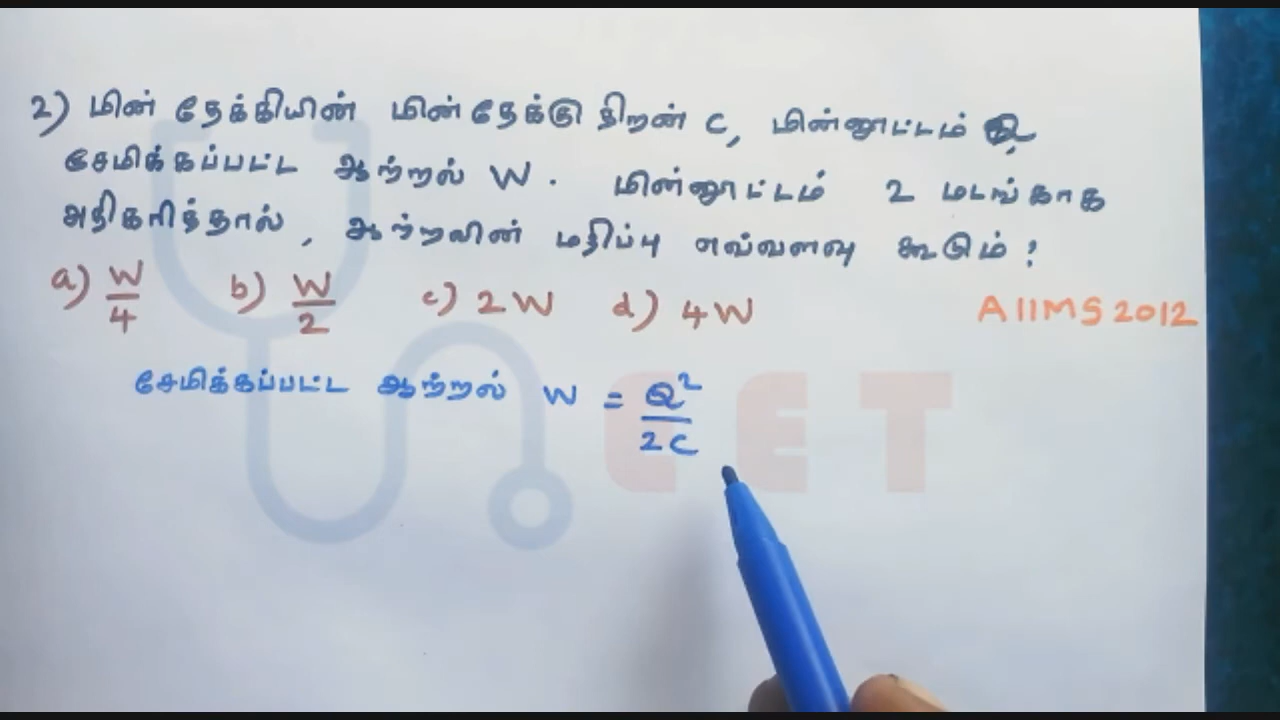 2) மின் தேக்கியின் மின்தேக்கு திறன் C, மின்னூட்டம் Q,
சேமிக்கப்பட்ட ஆற்றல் W. மின்னூட்டம் 2 மடங்காக
அதிகரித்தால், ஆற்றலின் மதிப்பு எவ்வளவு கூடும்?
a) W/4 b) W/2 c) 2W d) 4W AIIMS 2012
சேமிக்கப்பட்ட ஆற்றல் W = Q²/2C
EET